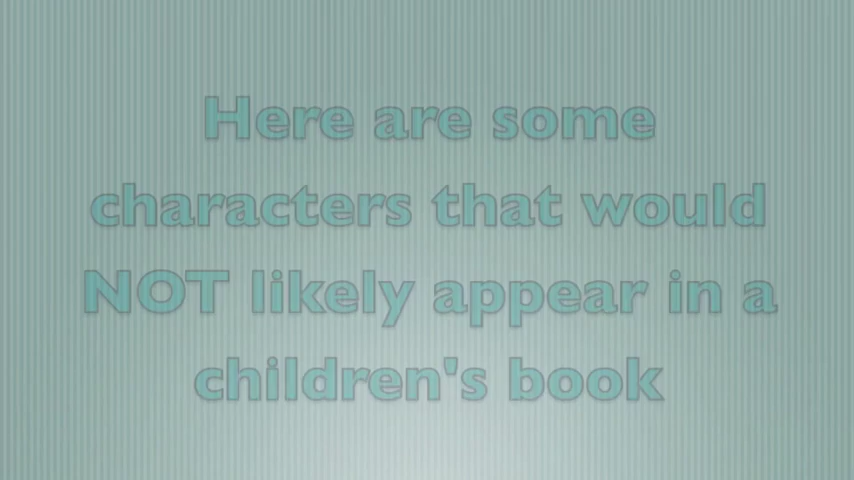 Here are some
characters that would
NOT likely appear in a
children's book